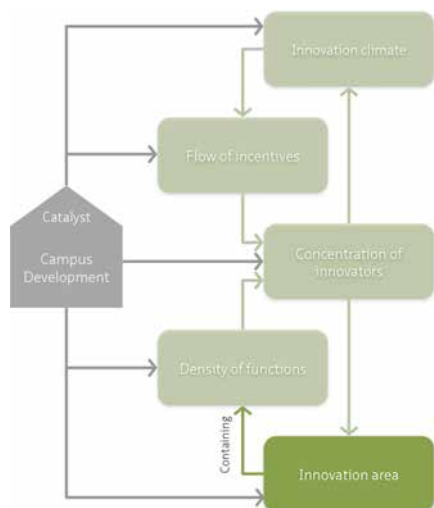 Innovation climate
Flow of incentives
Catalyst
Campus
Development
Concentration of
innovators
Density of functions
Containing
Innovation area